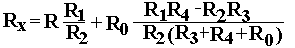 Rₓ=R R₁/R₂ + R₀ (R₁R₄-R₂R₃)/(R₂(R₃+R₄+R₀))